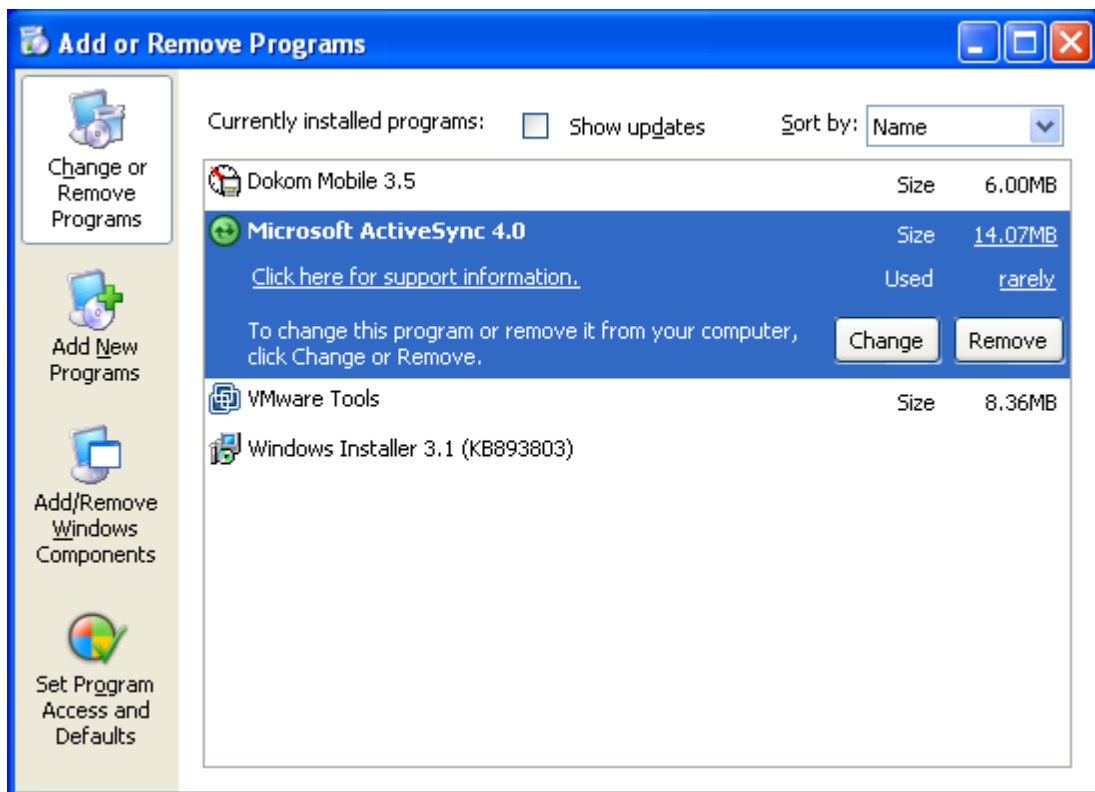 Add or Remove Programs
Change or
Remove
Programs
Add New
Programs
Add/Remove
Windows
Components
Set Program
Access and
Defaults
Currently installed programs: Show updates Sort by: Name
Dokom Mobile 3.5 Size 6.00MB
Microsoft ActiveSync 4.0 Size 14.07MB
Click here for support information. Used rarely
To change this program or remove it from your computer,
click Change or Remove. Change Remove
VMware Tools Size 8.36MB
Windows Installer 3.1 (KB893803)